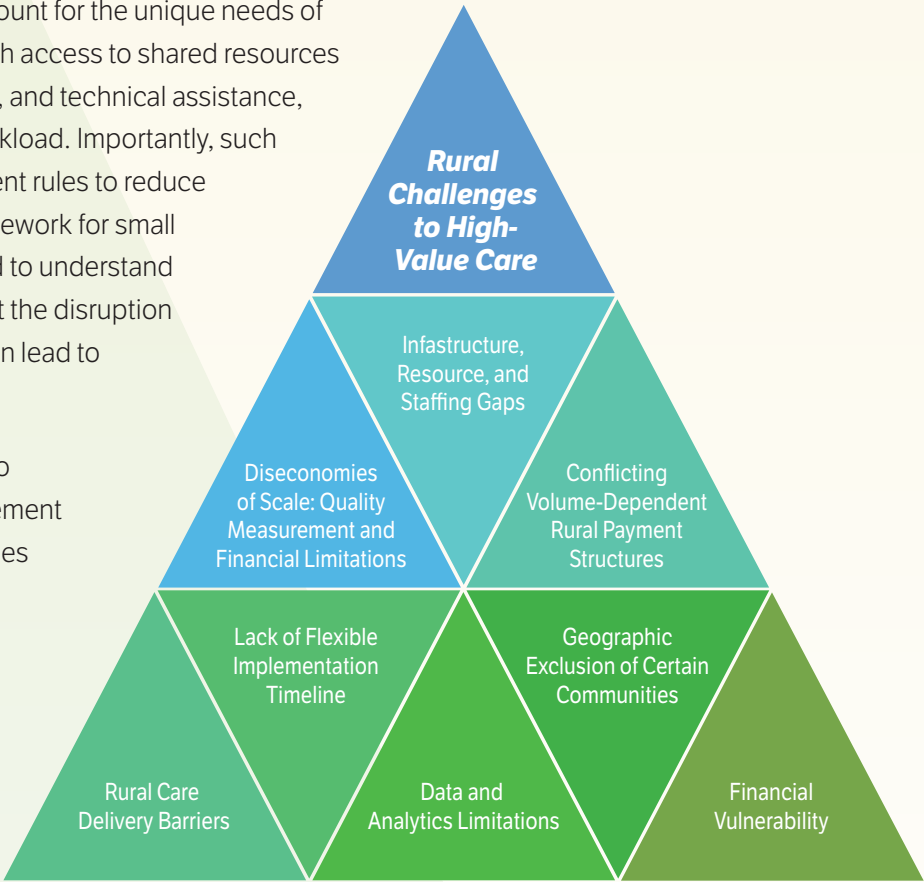 ount for the unique needs of
h access to shared resources
, and technical assistance,
kload. Importantly, such
ent rules to reduce
ework for small
d to understand
t the disruption
n lead to
o
ement
es
Rural
Challenges
to High-
Value Care
Infastructure,
Resource, and
Staffing Gaps
Diseconomies
of Scale: Quality
Measurement and
Financial Limitations
Conflicting
Volume-Dependent
Rural Payment
Structures
Lack of Flexible
Implementation
Timeline
Geographic
Exclusion of Certain
Communities
Rural Care
Delivery Barriers
Data and
Analytics Limitations
Financial
Vulnerability